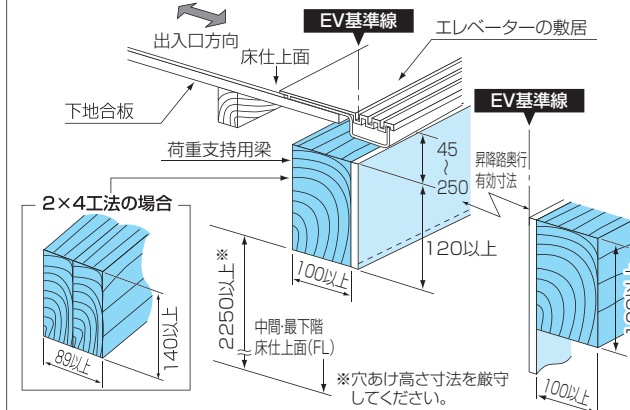 EV基準線
出入口方向
床仕上面
エレベーターの敷居
下地合板
EV基準線
荷重支持用梁
45
〜
250
昇降路奥行
有効寸法
2×4工法の場合
120以上
100以上
2250以上※
中間・最下階
床仕上面(FL)
140以上
89以上
100以上
※穴あけ高さ寸法を厳守
してください。